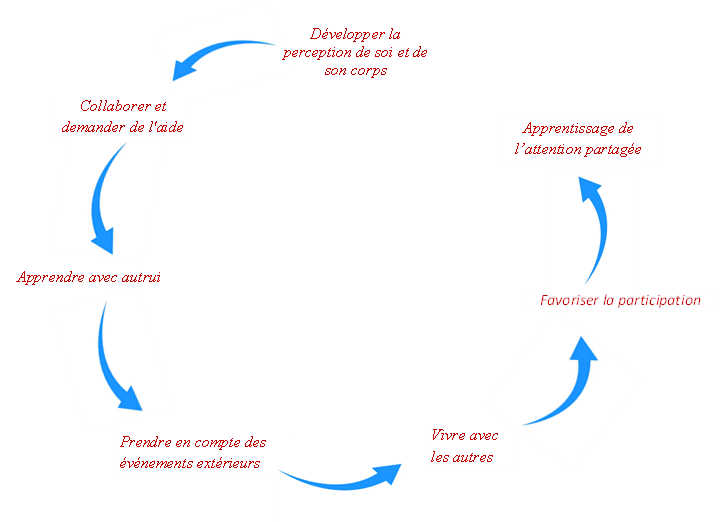 Développer la
perception de soi et de
son corps
Collaborer et
demander de l'aide
Apprendre avec autrui
Prendre en compte des
événements extérieurs
Vivre avec
les autres
Favoriser la participation
Apprentissage de
l’attention partagée